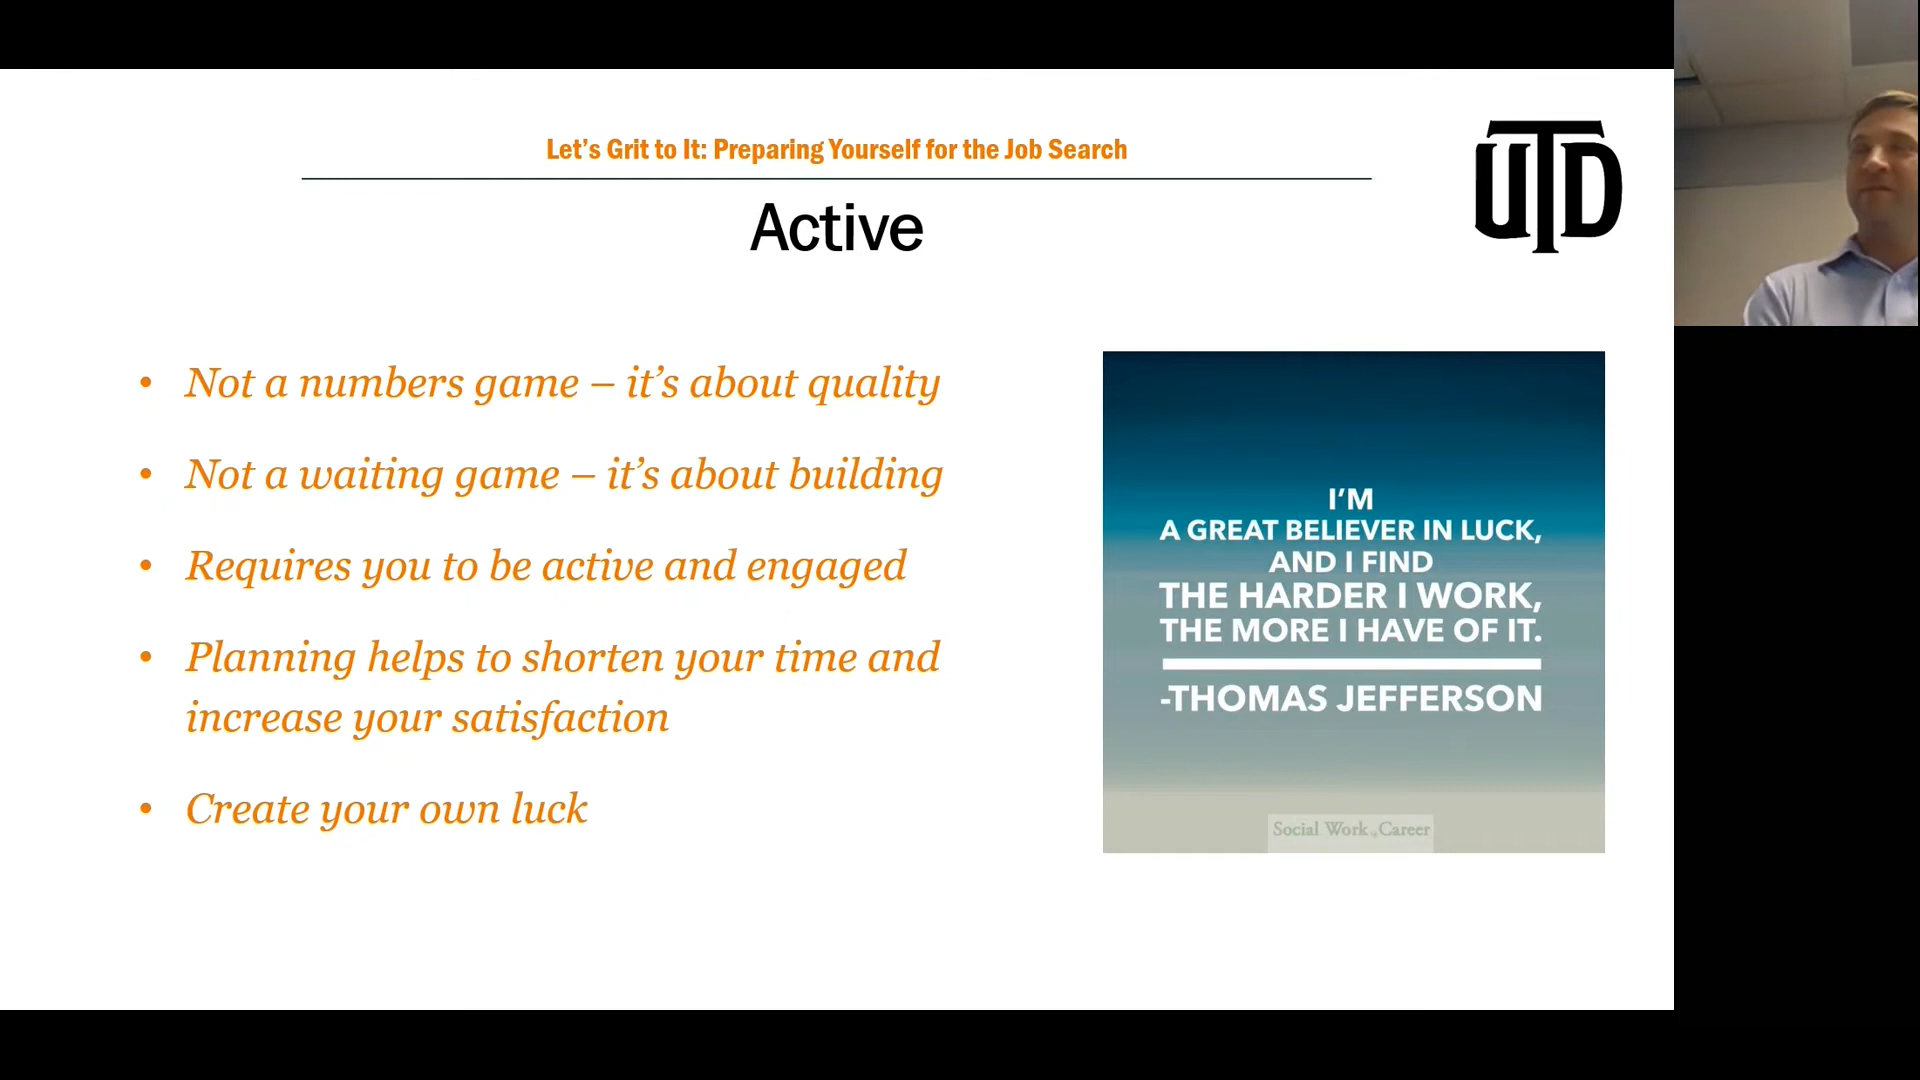 Let's Grit to It: Preparing Yourself for the Job Search
UTD
Active
• Not a numbers game – it's about quality
• Not a waiting game – it's about building
• Requires you to be active and engaged
• Planning helps to shorten your time and
increase your satisfaction
• Create your own luck
I'M
A GREAT BELIEVER IN LUCK,
AND I FIND
THE HARDER I WORK,
THE MORE I HAVE OF IT.
-THOMAS JEFFERSON
Social Work Career